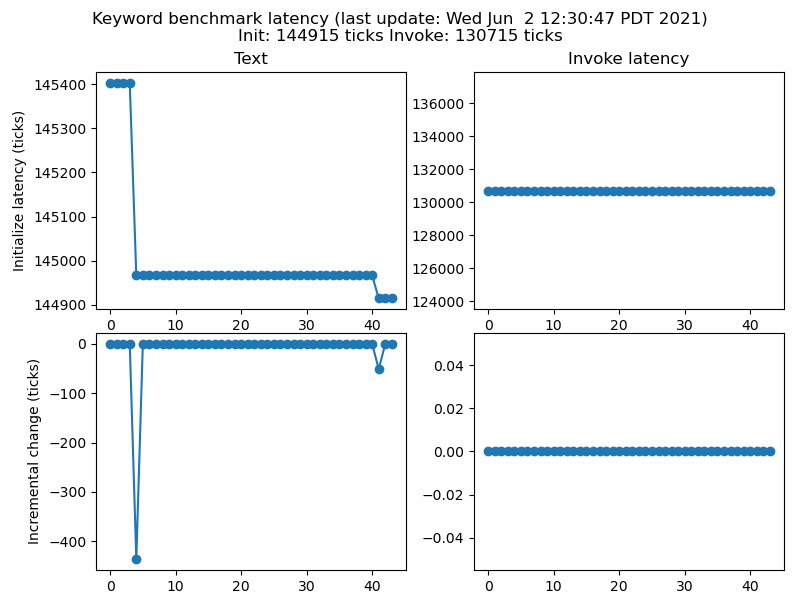 Keyword benchmark latency (last update: Wed Jun  2 12:30:47 PDT 2021)
Init: 144915 ticks Invoke: 130715 ticks
Text
Invoke latency
Initialize latency (ticks)
145400
145300
145200
145100
145000
144900
0 10 20 30 40
136000
134000
132000
130000
128000
126000
124000
0 10 20 30 40
Incremental change (ticks)
0
−100
−200
−300
−400
0 10 20 30 40
0.04
0.02
0.00
−0.02
−0.04
0 10 20 30 40